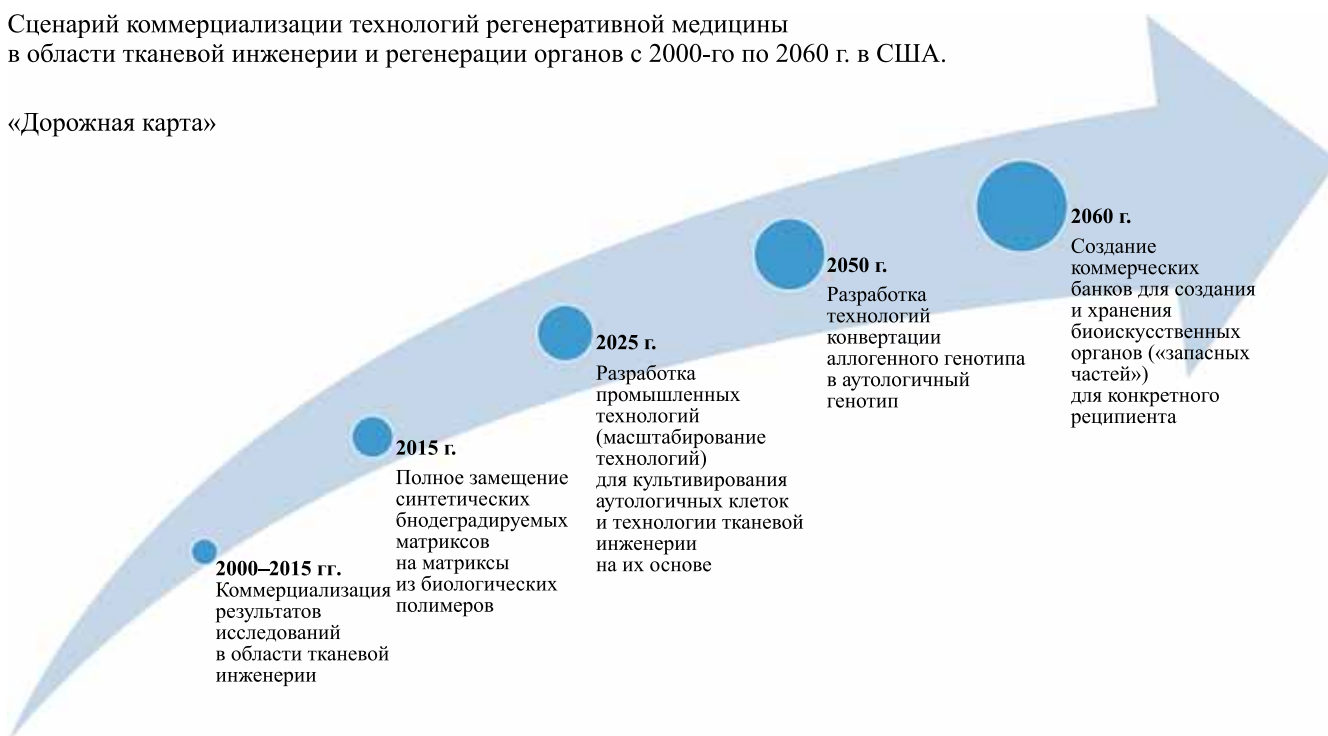 Сценарий коммерциализации технологий регенеративной медицины
в области тканевой инженерии и регенерации органов с 2000-го по 2060 г. в США.
«Дорожная карта»
2000–2015 гг.
Коммерциализация
результатов
исследований
в области тканевой
инженерии
2015 г.
Полное замещение
синтетических
бнодеградируемых
матриксов
на матриксы
из биологических
полимеров
2025 г.
Разработка
промышленных
технологий
(масштабирование
технологий)
для культивирования
аутологичных клеток
и технологии тканевой
инженерии
на их основе
2050 г.
Разработка
технологий
конвертации
аллогенного генотипа
в аутологичный
генотип
2060 г.
Создание
коммерческих
банков для создания
и хранения
биоискусственных
органов («запасных
частей»)
для конкретного
реципиента